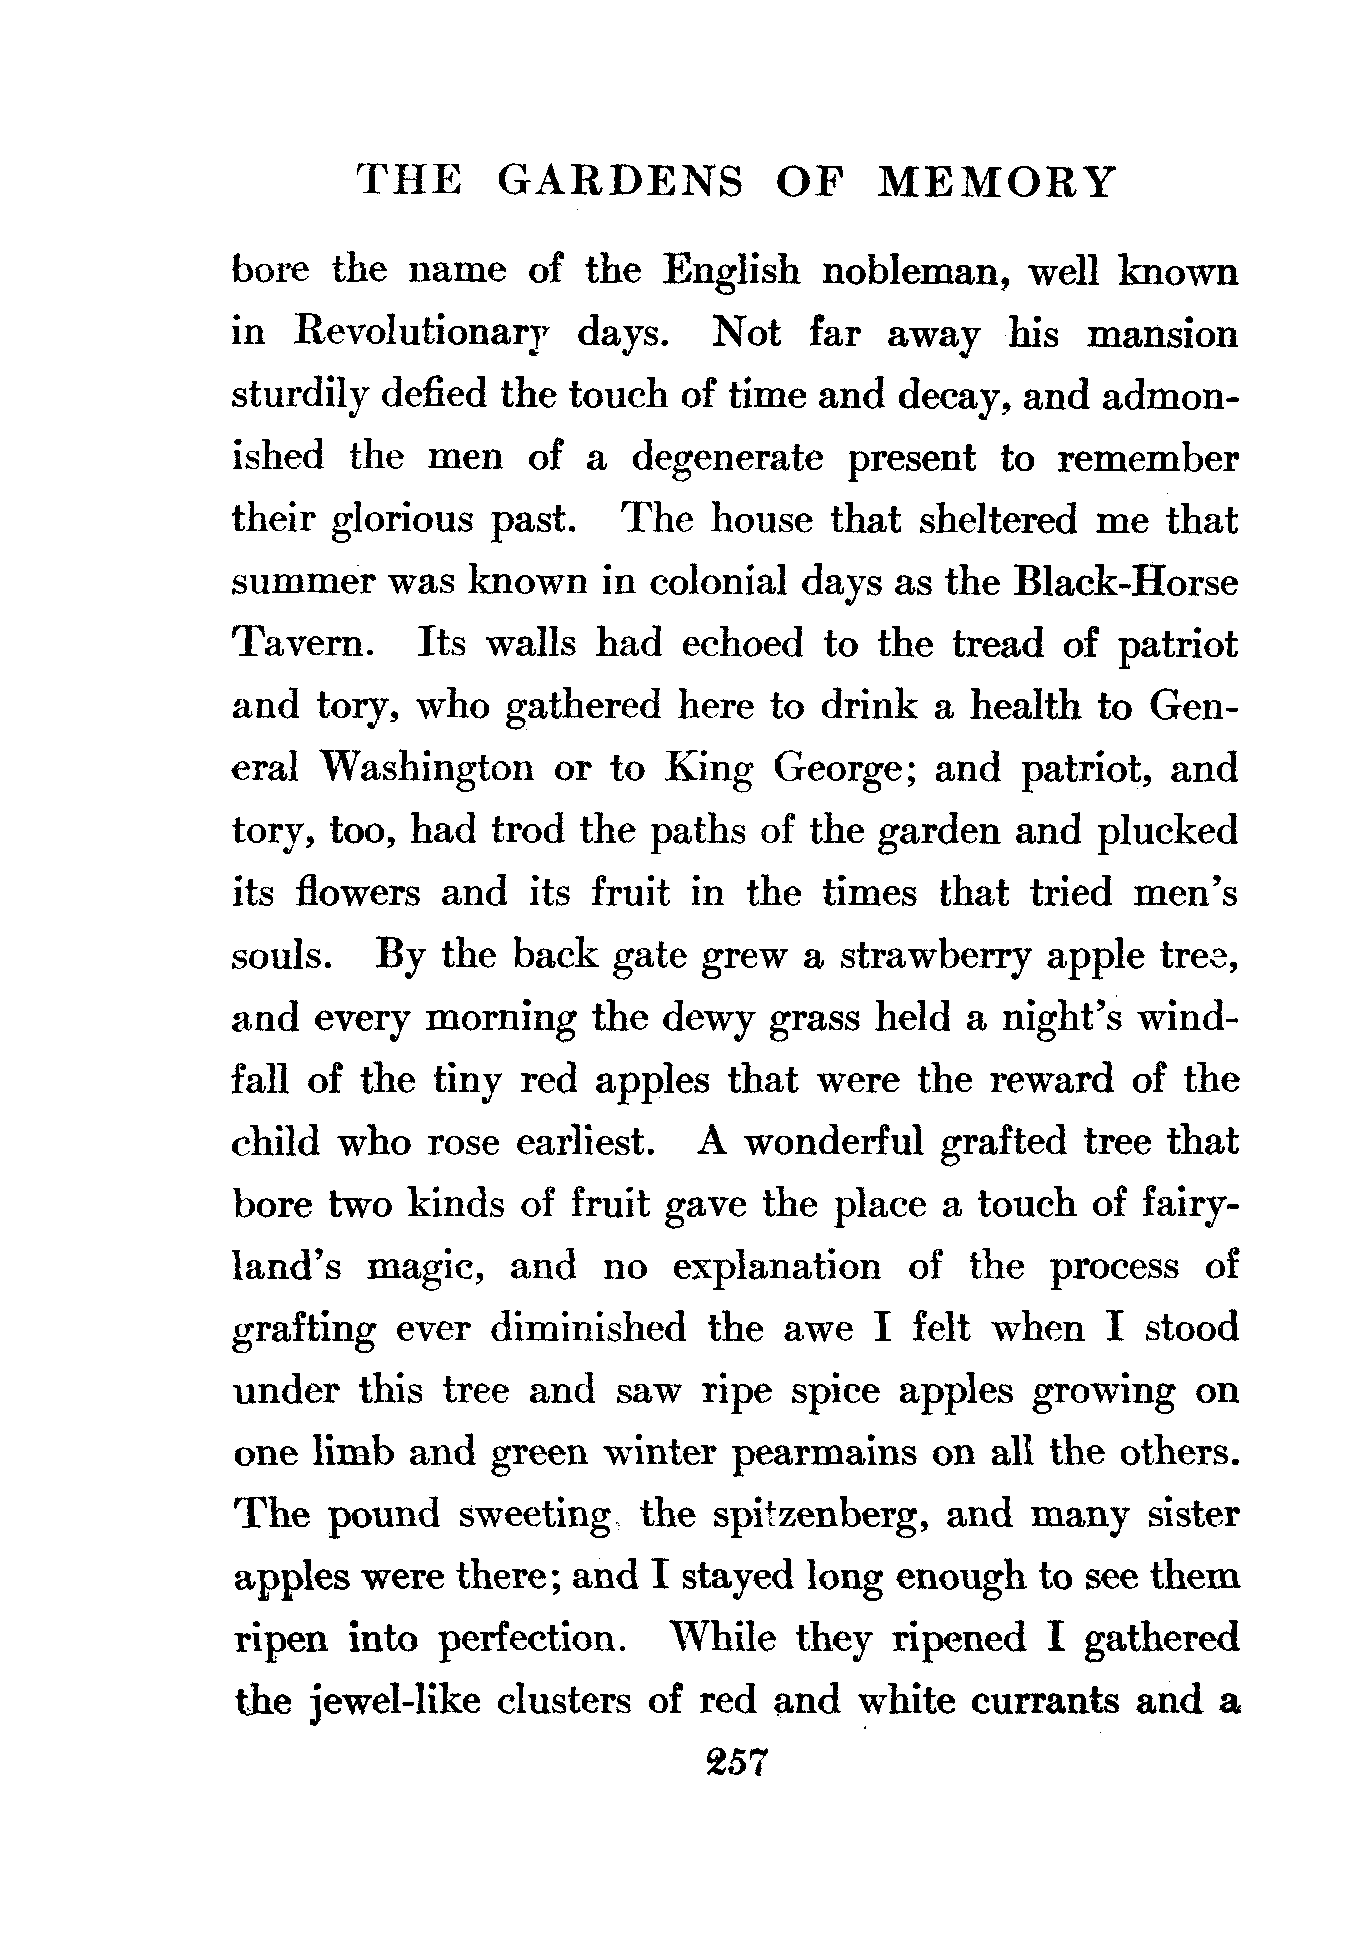 THE GARDENS OF MEMORY
bore the name of the English nobleman, well known
in Revolutionary days. Not far away his mansion
sturdily defied the touch of time and decay, and admon-
ished the men of a degenerate present to remember
their glorious past. The house that sheltered me that
summer was known in colonial days as the Black-Horse
Tavern. Its walls had echoed to the tread of patriot
and tory, who gathered here to drink a health to Gen-
eral Washington or to King George; and patriot, and
tory, too, had trod the paths of the garden and plucked
its flowers and its fruit in the times that tried men's
souls. By the back gate grew a strawberry apple tree,
and every morning the dewy grass held a night's wind-
fall of the tiny red apples that were the reward of the
child who rose earliest. A wonderful grafted tree that
bore two kinds of fruit gave the place a touch of fairy-
land's magic, and no explanation of the process of
grafting ever diminished the awe I felt when I stood
under this tree and saw ripe spice apples growing on
one limb and green winter pearmains on all the others.
The pound sweeting, the spitzenberg, and many sister
apples were there; and I stayed long enough to see them
ripen into perfection. While they ripened I gathered
the jewel-like clusters of red and white currants and a
257